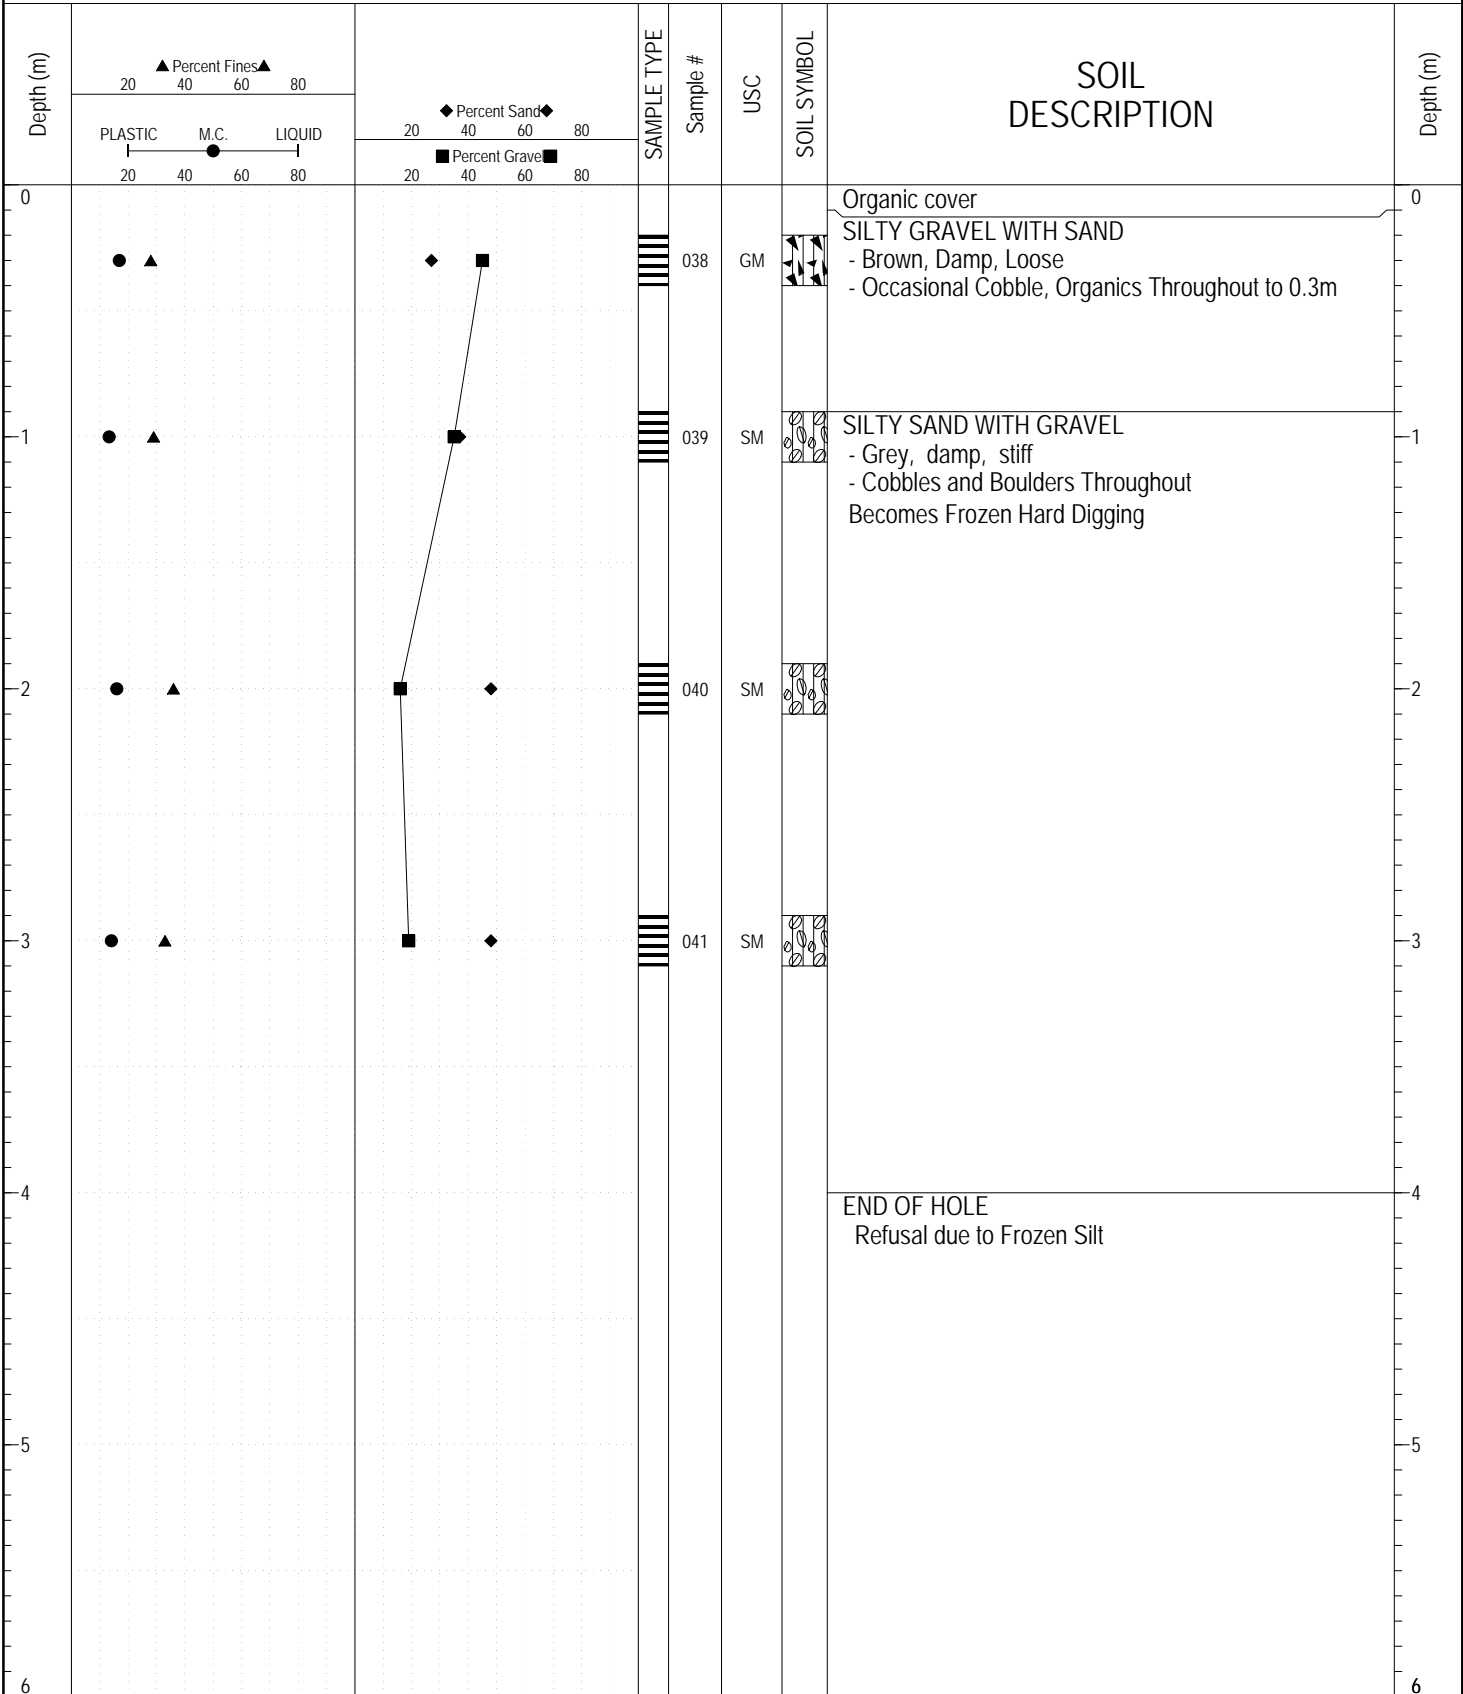 Depth (m)
▲ Percent Fines▲
20 40 60 80
PLASTIC M.C. LIQUID
20 40 60 80
◆ Percent Sand◆
20 40 60 80
■ Percent Gravel■
20 40 60 80
SAMPLE TYPE
Sample #
USC
SOIL SYMBOL
SOIL
DESCRIPTION
Depth (m)
0 Organic cover 0
SILTY GRAVEL WITH SAND
038 GM - Brown, Damp, Loose
- Occasional Cobble, Organics Throughout to 0.3m
SILTY SAND WITH GRAVEL
1 039 SM 1
- Grey, damp, stiff
- Cobbles and Boulders Throughout
Becomes Frozen Hard Digging
2 040 SM 2
3 041 SM 3
4 4
END OF HOLE
Refusal due to Frozen Silt
5 5
6 6